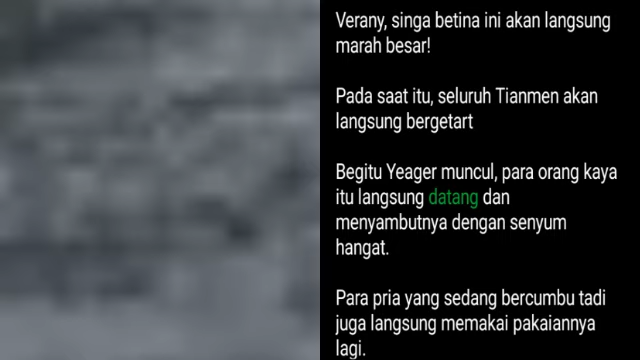 Verany, singa betina ini akan langsung
marah besar!
Pada saat itu, seluruh Tianmen akan
langsung bergetart
Begitu Yeager muncul, para orang kaya
itu langsung datang dan
menyambutnya dengan senyum
hangat.
Para pria yang sedang bercumbu tadi
juga langsung memakai pakaiannya
lagi.